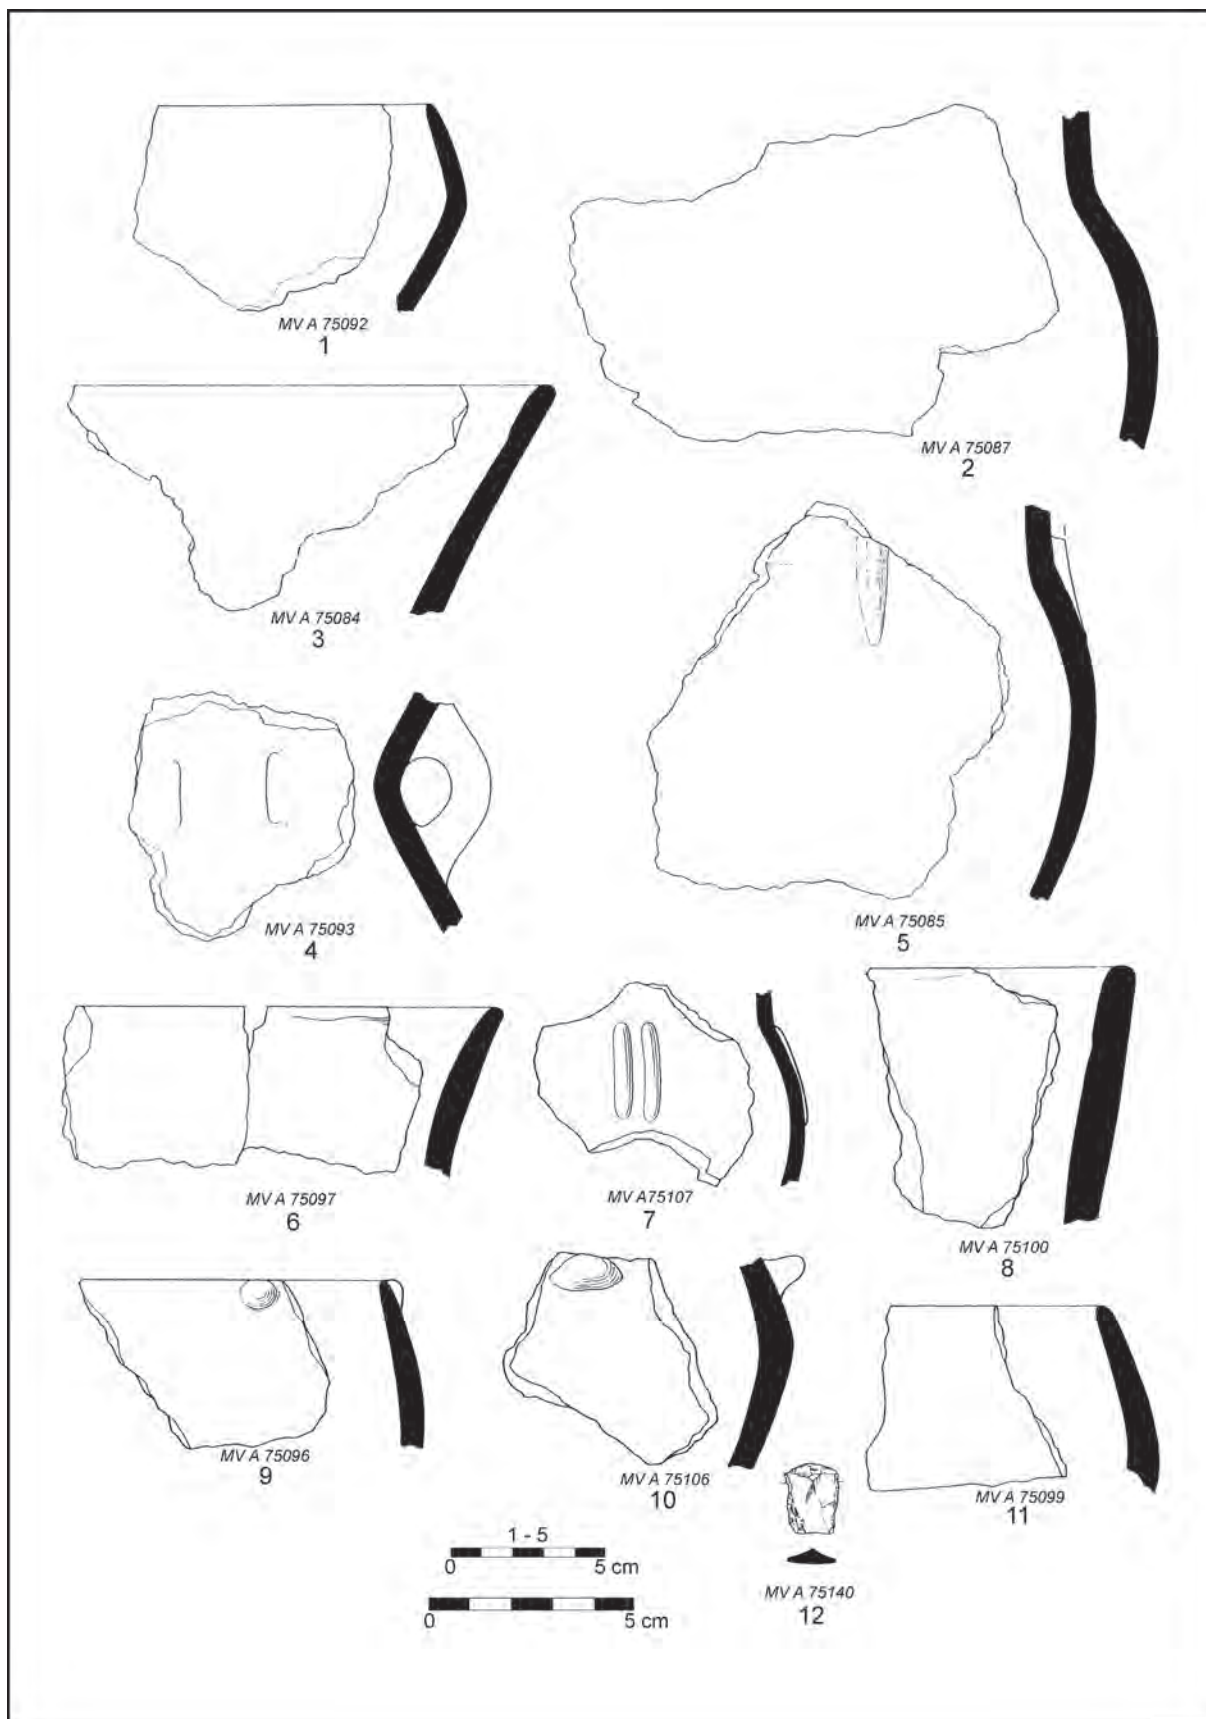 MV A 75092
1
MV A 75087
2
MV A 75084
3
MV A 75093
4
MV A 75085
5
MV A 75097
6
MV A75107
7
MV A 75100
8
MV A 75096
9
MV A 75106
10
MV A 75099
11
MV A 75140
12
1 - 5
0 5 cm
0 5 cm